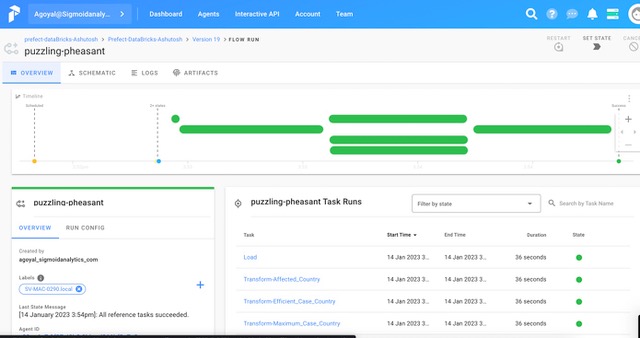 Agoyal@Sigmoidanalty... Dashboard Agents Interactive API Account Team
prefect-dataBricks-Ashutosh > Prefect-DataBricks-Ashutosh > Version 19 > FLOW RUN
puzzling-pheasant
RESTART SET STATE CANCEL
OVERVIEW SCHEMATIC LOGS ARTIFACTS
Timeline
Scheduled
puzzling-pheasant
OVERVIEW RUN CONFIG
Created by
agoyal_sigmoidanalytics_com
Labels
SV-MAC-0290.local
Last State Message
[14 January 2023 3:54pm]: All reference tasks succeeded.
Agent ID
puzzling-pheasant Task Runs
Filter by state
Search by Task Name
Task Start Time End Time Duration State
Load 14 Jan 2023 3... 14 Jan 2023 3... 36 seconds
Transform-Affected_Country 14 Jan 2023 3... 14 Jan 2023 3... 36 seconds
Transform-Efficient_Case_Country 14 Jan 2023 3... 14 Jan 2023 3... 36 seconds
Transform-Maximum_Case_Country 14 Jan 2023 3... 14 Jan 2023 3... 36 seconds